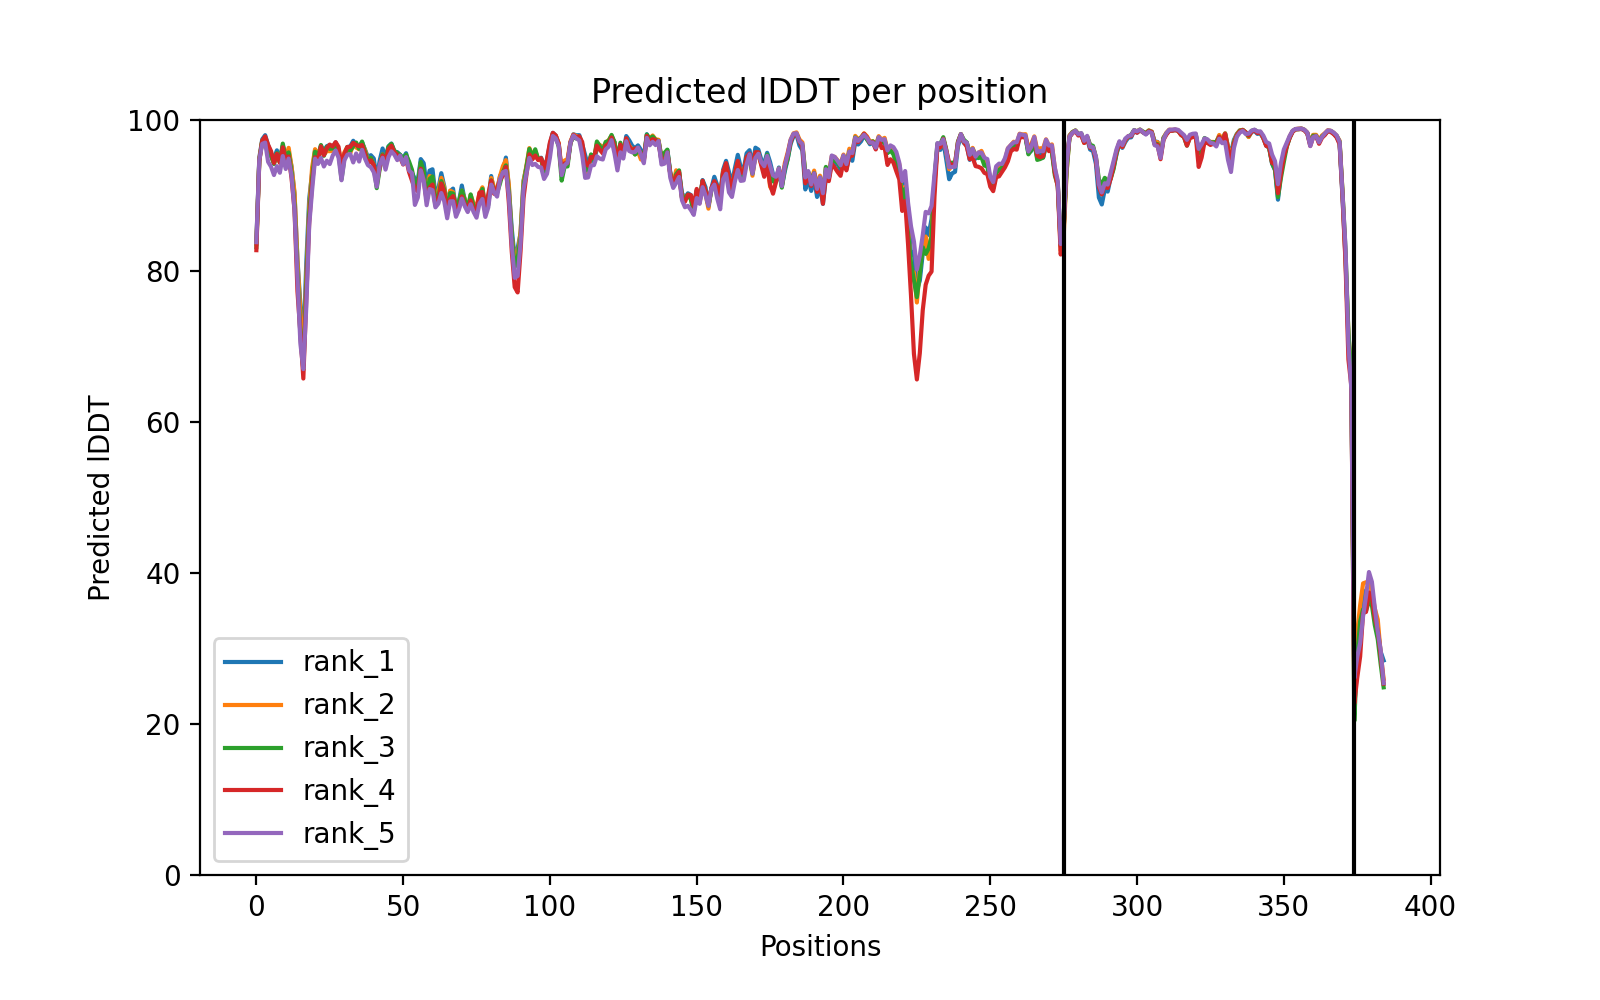 Predicted lDDT per position
100
80
60
40
20
0
Predicted lDDT
rank_1
rank_2
rank_3
rank_4
rank_5
0 50 100 150 200 250 300 350 400
Positions